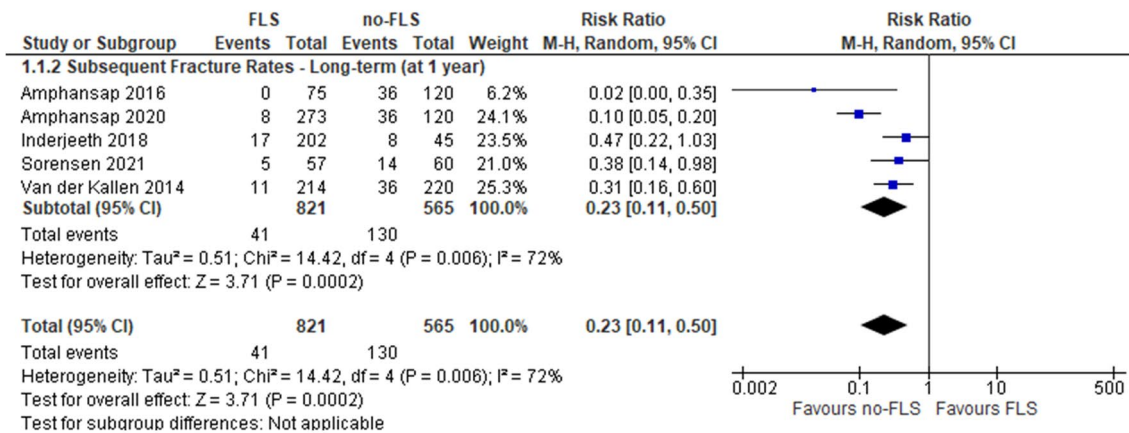 FLS no-FLS Risk Ratio Risk Ratio
Study or Subgroup Events Total Events Total Weight M-H, Random, 95% CI M-H, Random, 95% CI
1.1.2 Subsequent Fracture Rates - Long-term (at 1 year)
Amphansap 2016 0 75 36 120 6.2% 0.02 [0.00, 0.35]
Amphansap 2020 8 273 36 120 24.1% 0.10 [0.05, 0.20]
Inderjeeth 2018 17 202 8 45 23.5% 0.47 [0.22, 1.03]
Sorensen 2021 5 57 14 60 21.0% 0.38 [0.14, 0.98]
Van der Kallen 2014 11 214 36 220 25.3% 0.31 [0.16, 0.60]
Subtotal (95% CI) 821 565 100.0% 0.23 [0.11, 0.50]
Total events 41 130
Heterogeneity: Tau² = 0.51; Chi² = 14.42, df = 4 (P = 0.006); I² = 72%
Test for overall effect: Z = 3.71 (P = 0.0002)
Total (95% CI) 821 565 100.0% 0.23 [0.11, 0.50]
Total events 41 130
Heterogeneity: Tau² = 0.51; Chi² = 14.42, df = 4 (P = 0.006); I² = 72%
Test for overall effect: Z = 3.71 (P = 0.0002)
Test for subgroup differences: Not applicable
0.002 0.1 1 10 500
Favours no-FLS Favours FLS